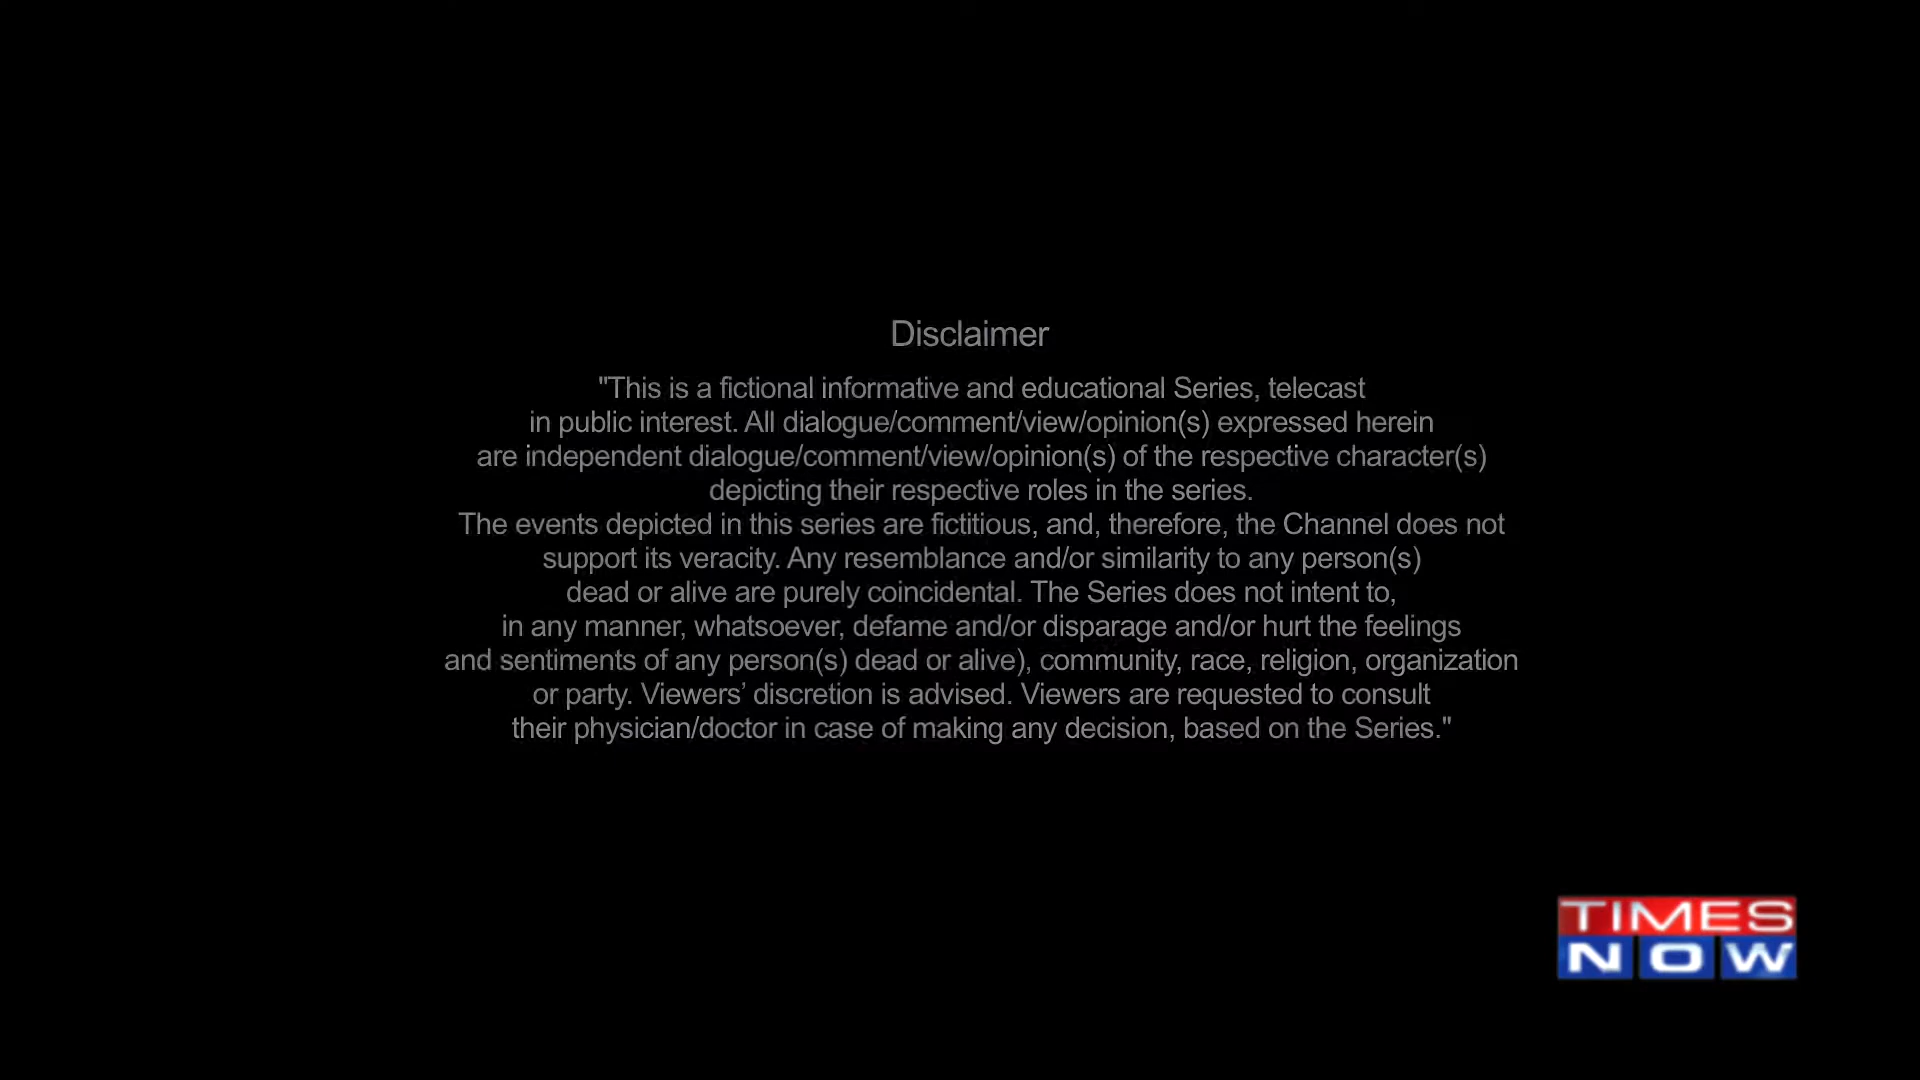 Disclaimer
"This is a fictional informative and educational Series, telecast
in public interest. All dialogue/comment/view/opinion(s) expressed herein
are independent dialogue/comment/view/opinion(s) of the respective character(s)
depicting their respective roles in the series.
The events depicted in this series are fictitious, and, therefore, the Channel does not
support its veracity. Any resemblance and/or similarity to any person(s)
dead or alive are purely coincidental. The Series does not intent to,
in any manner, whatsoever, defame and/or disparage and/or hurt the feelings
and sentiments of any person(s) dead or alive), community, race, religion, organization
or party. Viewers’ discretion is advised. Viewers are requested to consult
their physician/doctor in case of making any decision, based on the Series."
TIMES
NOW